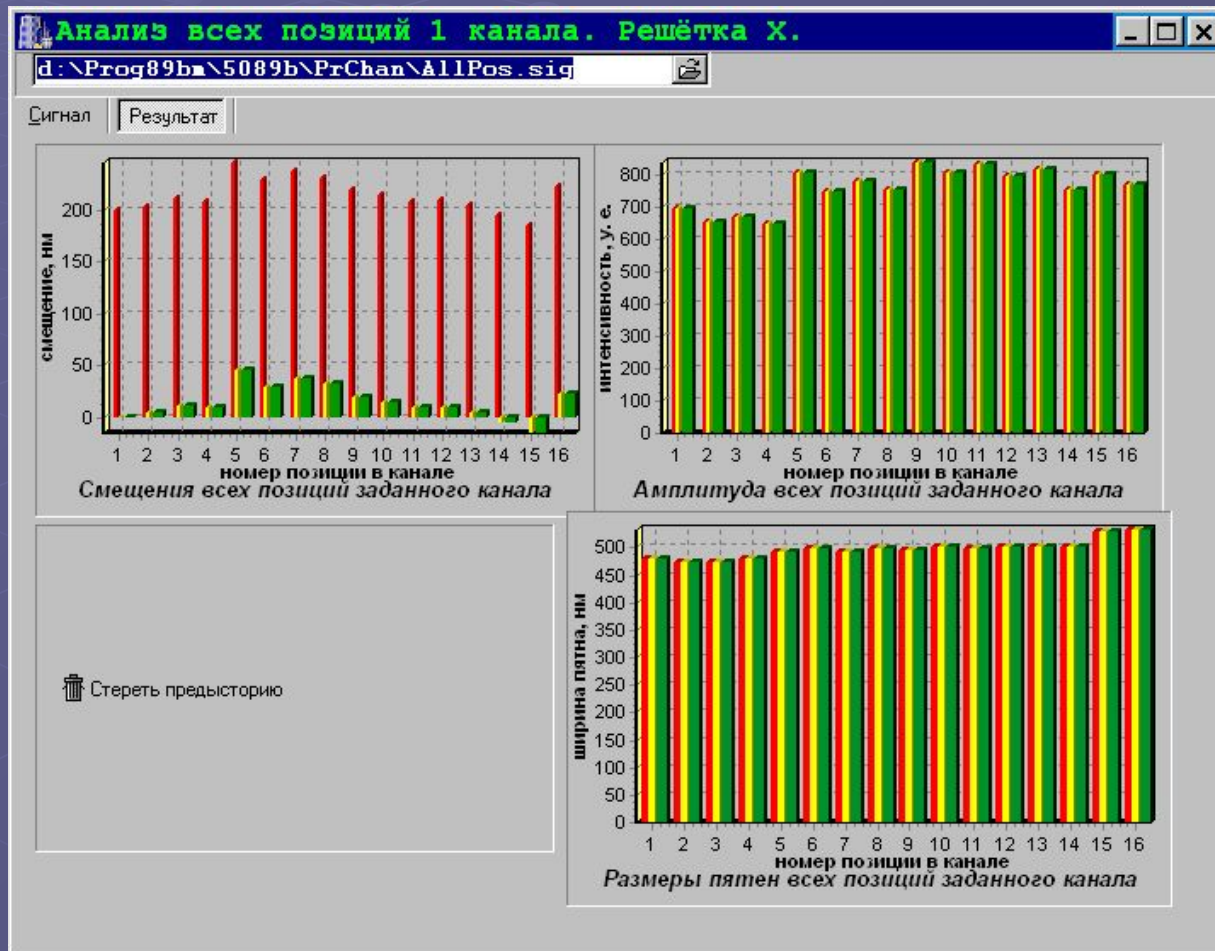 Анализ всех позиций 1 канала. Решётка X.
d:\Prog89bm\5089b\PrChan\AllPos.sig
Сигнал Результат
смещение, нм
200
150
100
50
0
1 2 3 4 5 6 7 8 9 10 11 12 13 14 15 16
номер позиции в канале
Смещения всех позиций заданного канала
интенсивность, у. е.
800
700
600
500
400
300
200
100
0
1 2 3 4 5 6 7 8 9 10 11 12 13 14 15 16
номер позиции в канале
Амплитуда всех позиций заданного канала
Стереть предысторию
ширина пятна, нм
500
450
400
350
300
250
200
150
100
50
0
1 2 3 4 5 6 7 8 9 10 11 12 13 14 15 16
номер позиции в канале
Размеры пятен всех позиций заданного канала